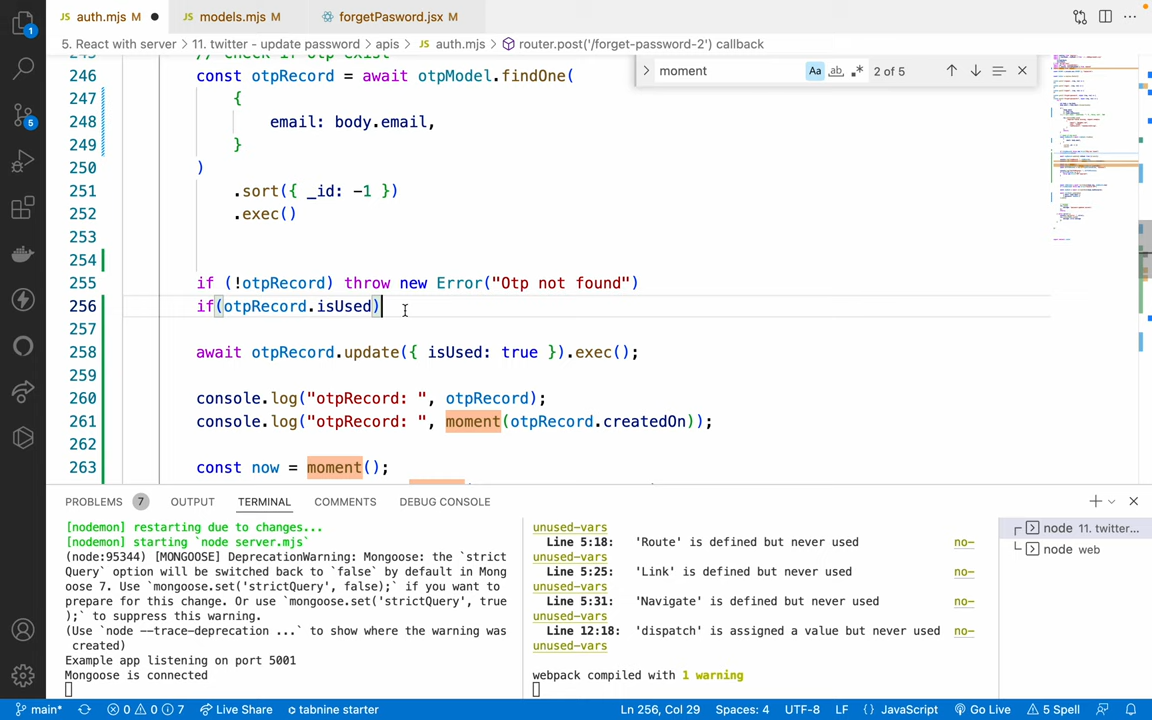 auth.mjs M
models.mjs M
forgetPasword.jsx M
5. React with server › 11. twitter - update password › apis › auth.mjs › router.post('/forget-password-2') callback
moment
Aa
ab
2 of 5
246 const otpRecord = await otpModel.findOne(
247 {
248 email: body.email,
249 }
250 )
251 .sort({ _id: -1 })
252 .exec()
253
254
255 if (!otpRecord) throw new Error("Otp not found")
256 if(otpRecord.isUsed)
257
258 await otpRecord.update({ isUsed: true }).exec();
259
260 console.log("otpRecord: ", otpRecord);
261 console.log("otpRecord: ", moment(otpRecord.createdOn));
262
263 const now = moment();
1
5
PROBLEMS 7 OUTPUT TERMINAL COMMENTS DEBUG CONSOLE
[nodemon] restarting due to changes...
[nodemon] starting `node server.mjs`
(node:95344) [MONGOOSE] DeprecationWarning: Mongoose: the `strict
Query` option will be switched back to `false` by default in Mong
oose 7. Use `mongoose.set('strictQuery', false);` if you want to
prepare for this change. Or use `mongoose.set('strictQuery', true
);` to suppress this warning.
(Use `node --trace-deprecation ...` to show where the warning was
created)
Example app listening on port 5001
Mongoose is connected
unused-vars
Line 5:18: 'Route' is defined but never used no-
unused-vars
Line 5:25: 'Link' is defined but never used no-
unused-vars
Line 5:31: 'Navigate' is defined but never used no-
unused-vars
Line 12:18: 'dispatch' is assigned a value but never used no-
unused-vars
webpack compiled with 1 warning
node 11. twitter...
node web
main* 0 0 7 Live Share tabnine starter Ln 256, Col 29 Spaces: 4 UTF-8 LF {} JavaScript Go Live 5 Spell